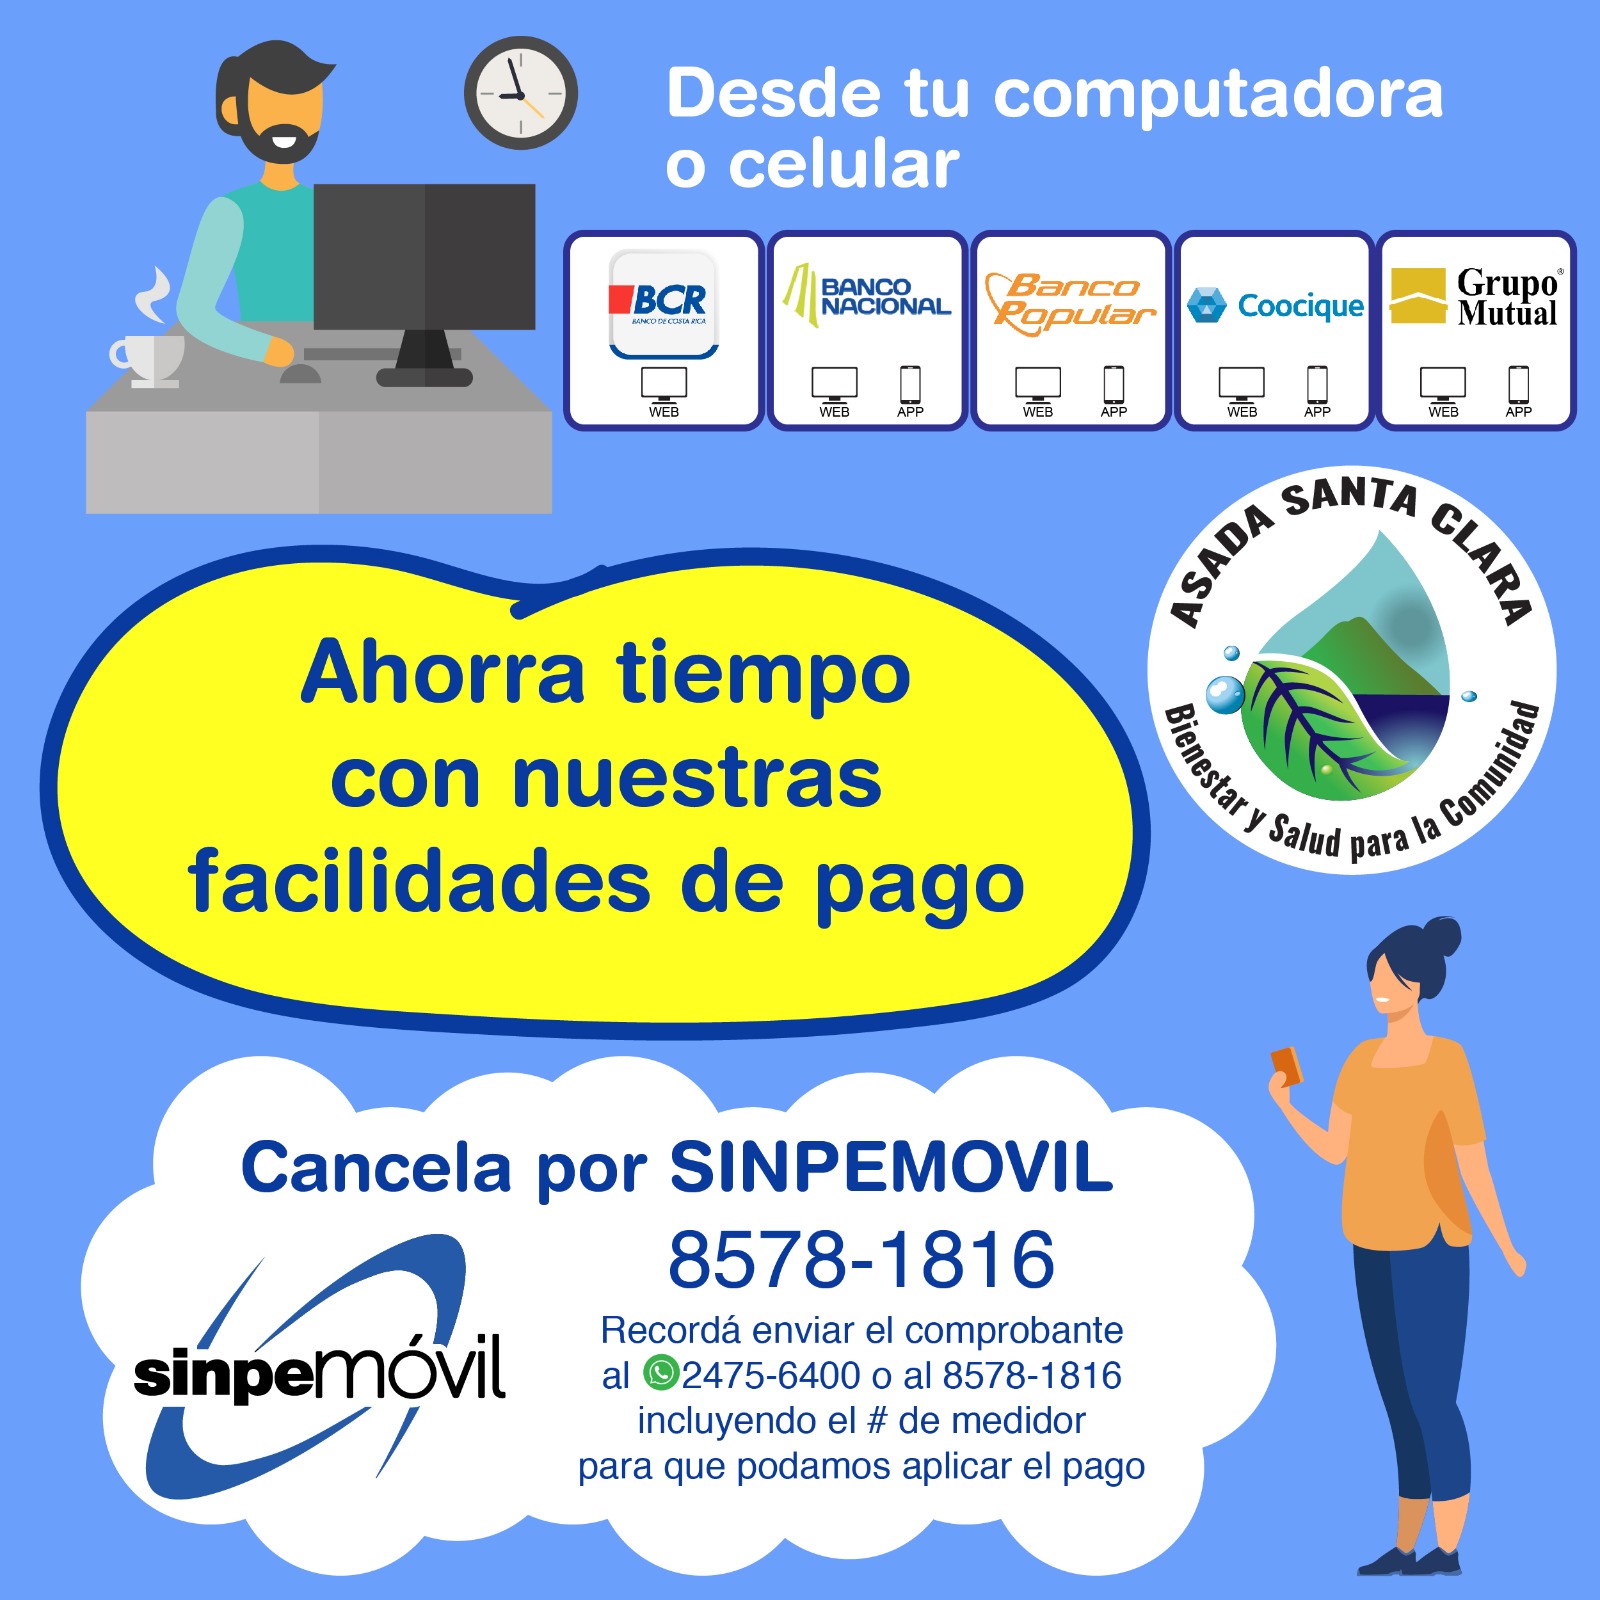 Desde tu computadora
o celular
BCR
BANCO DE COSTA RICA
WEB
BANCO
NACIONAL
WEB APP
Banco
Popular
WEB APP
Coocique
WEB APP
Grupo®
Mutual
WEB APP
ASADA SANTA CLARA
Bienestar y Salud para la Comunidad
Ahorra tiempo
con nuestras
facilidades de pago
Cancela por SINPEMOVIL
8578-1816
sinpemóvil
Recordá enviar el comprobante
al 2475-6400 o al 8578-1816
incluyendo el # de medidor
para que podamos aplicar el pago